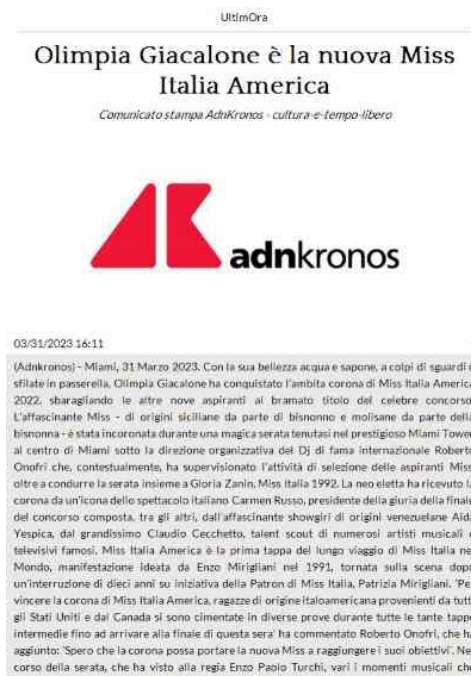 UltimOra
Olimpia Giacalone è la nuova Miss
Italia America
Comunicato stampa AdnKronos - cultura-e-tempo-libero
adnkronos
03/31/2023 16:11
(Adnkronos) - Miami, 31 Marzo 2023. Con la sua bellezza acqua e sapone, a colpi di sguardi e
sfilate in passerella, Olimpia Giacalone ha conquistato l'ambita corona di Miss Italia America
2022, sbaragliando le altre nove aspiranti al bramato titolo del celebre concorso.
L'affascinante Miss - di origini siciliane da parte di bisnonno e molisane da parte della
bisnonna - è stata incoronata durante una magica serata tenutasi nel prestigioso Miami Tower
al centro di Miami sotto la direzione organizzativa del Dj di fama internazionale Roberto
Onofri che, contestualmente, ha supervisionato l'attività di selezione delle aspiranti Miss
oltre a condurre la serata insieme a Gloria Zanin, Miss Italia 1992. La neo eletta ha ricevuto la
corona da un'icona dello spettacolo italiano Carmen Russo, presidente della giuria della finale
del concorso composta, tra gli altri, dall'affascinante showgirl di origini venezuelane Aida
Yespica, dal grandissimo Claudio Cecchetto, talent scout di numerosi artisti musicali e
televisivi famosi. Miss Italia America è la prima tappa del lungo viaggio di Miss Italia nel
Mondo, manifestazione ideata da Enzo Mirigliani nel 1991, tornata sulla scena dopo
un'interruzione di dieci anni su iniziativa della Patron di Miss Italia, Patrizia Mirigliani. 'Per
vincere la corona di Miss Italia America, ragazze di origine italoamericana provenienti da tutti
gli Stati Uniti e dal Canada si sono cimentate in diverse prove durante tutte le tante tappe
intermedie fino ad arrivare alla finale di questa sera' ha commentato Roberto Onofri, che ha
aggiunto: 'Spero che la corona possa portare la nuova Miss a raggiungere i suoi obiettivi'. Nel
corso della serata, che ha visto alla regia Enzo Paolo Turchi, vari i momenti musicali che